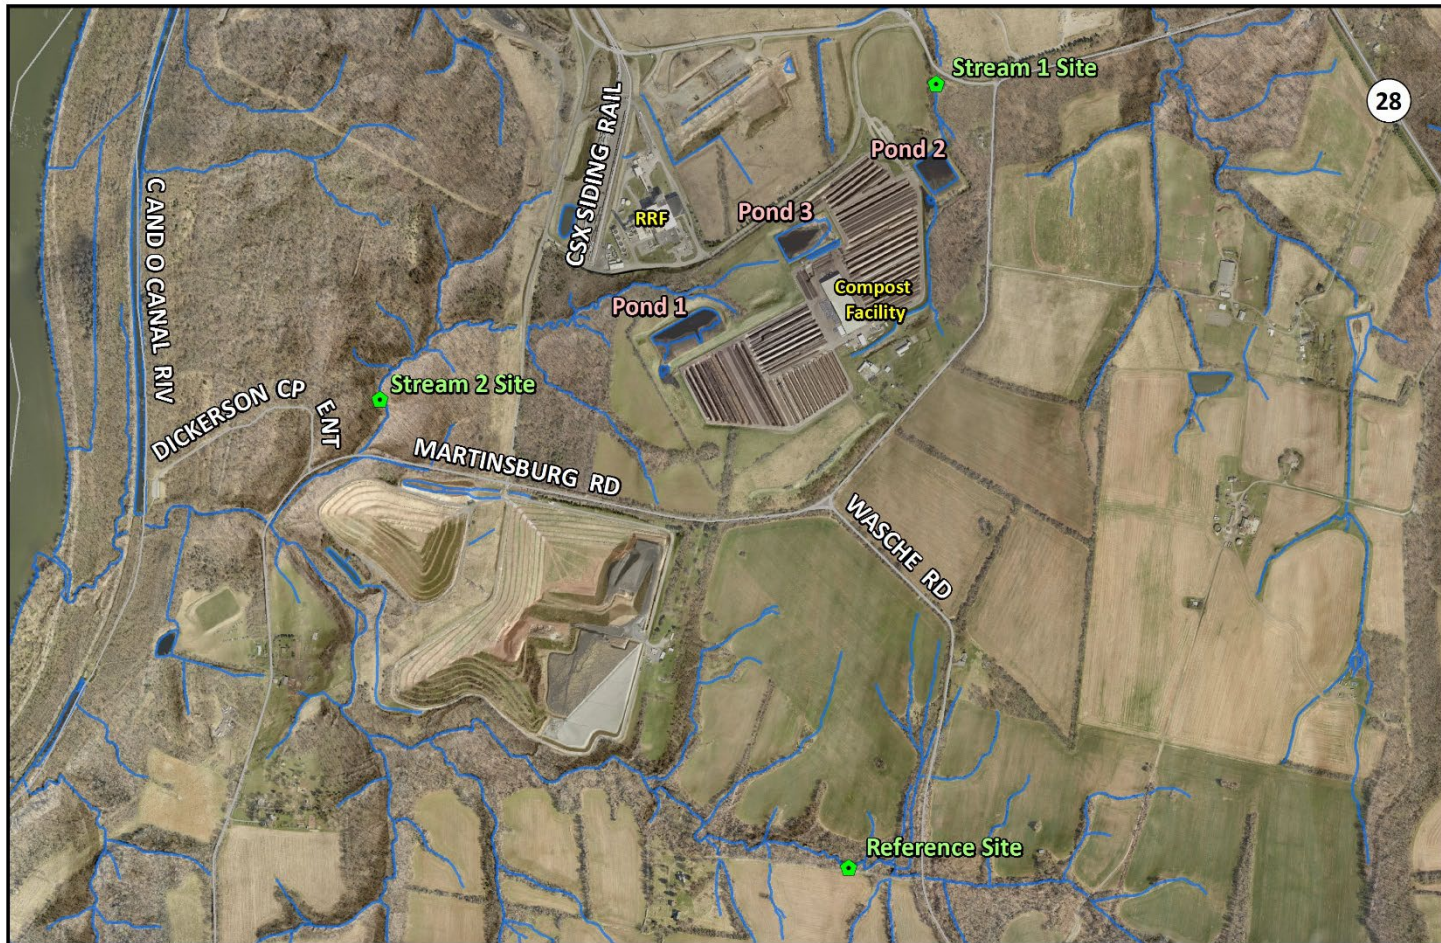 Stream 1 Site
28
CSX SIDING RAIL
Pond 2
C AND O CANAL RIV
RRF
Pond 3
Compost
Facility
Pond 1
Stream 2 Site
DICKERSON CP
ENT
MARTINSBURG RD
WASCHE RD
Reference Site